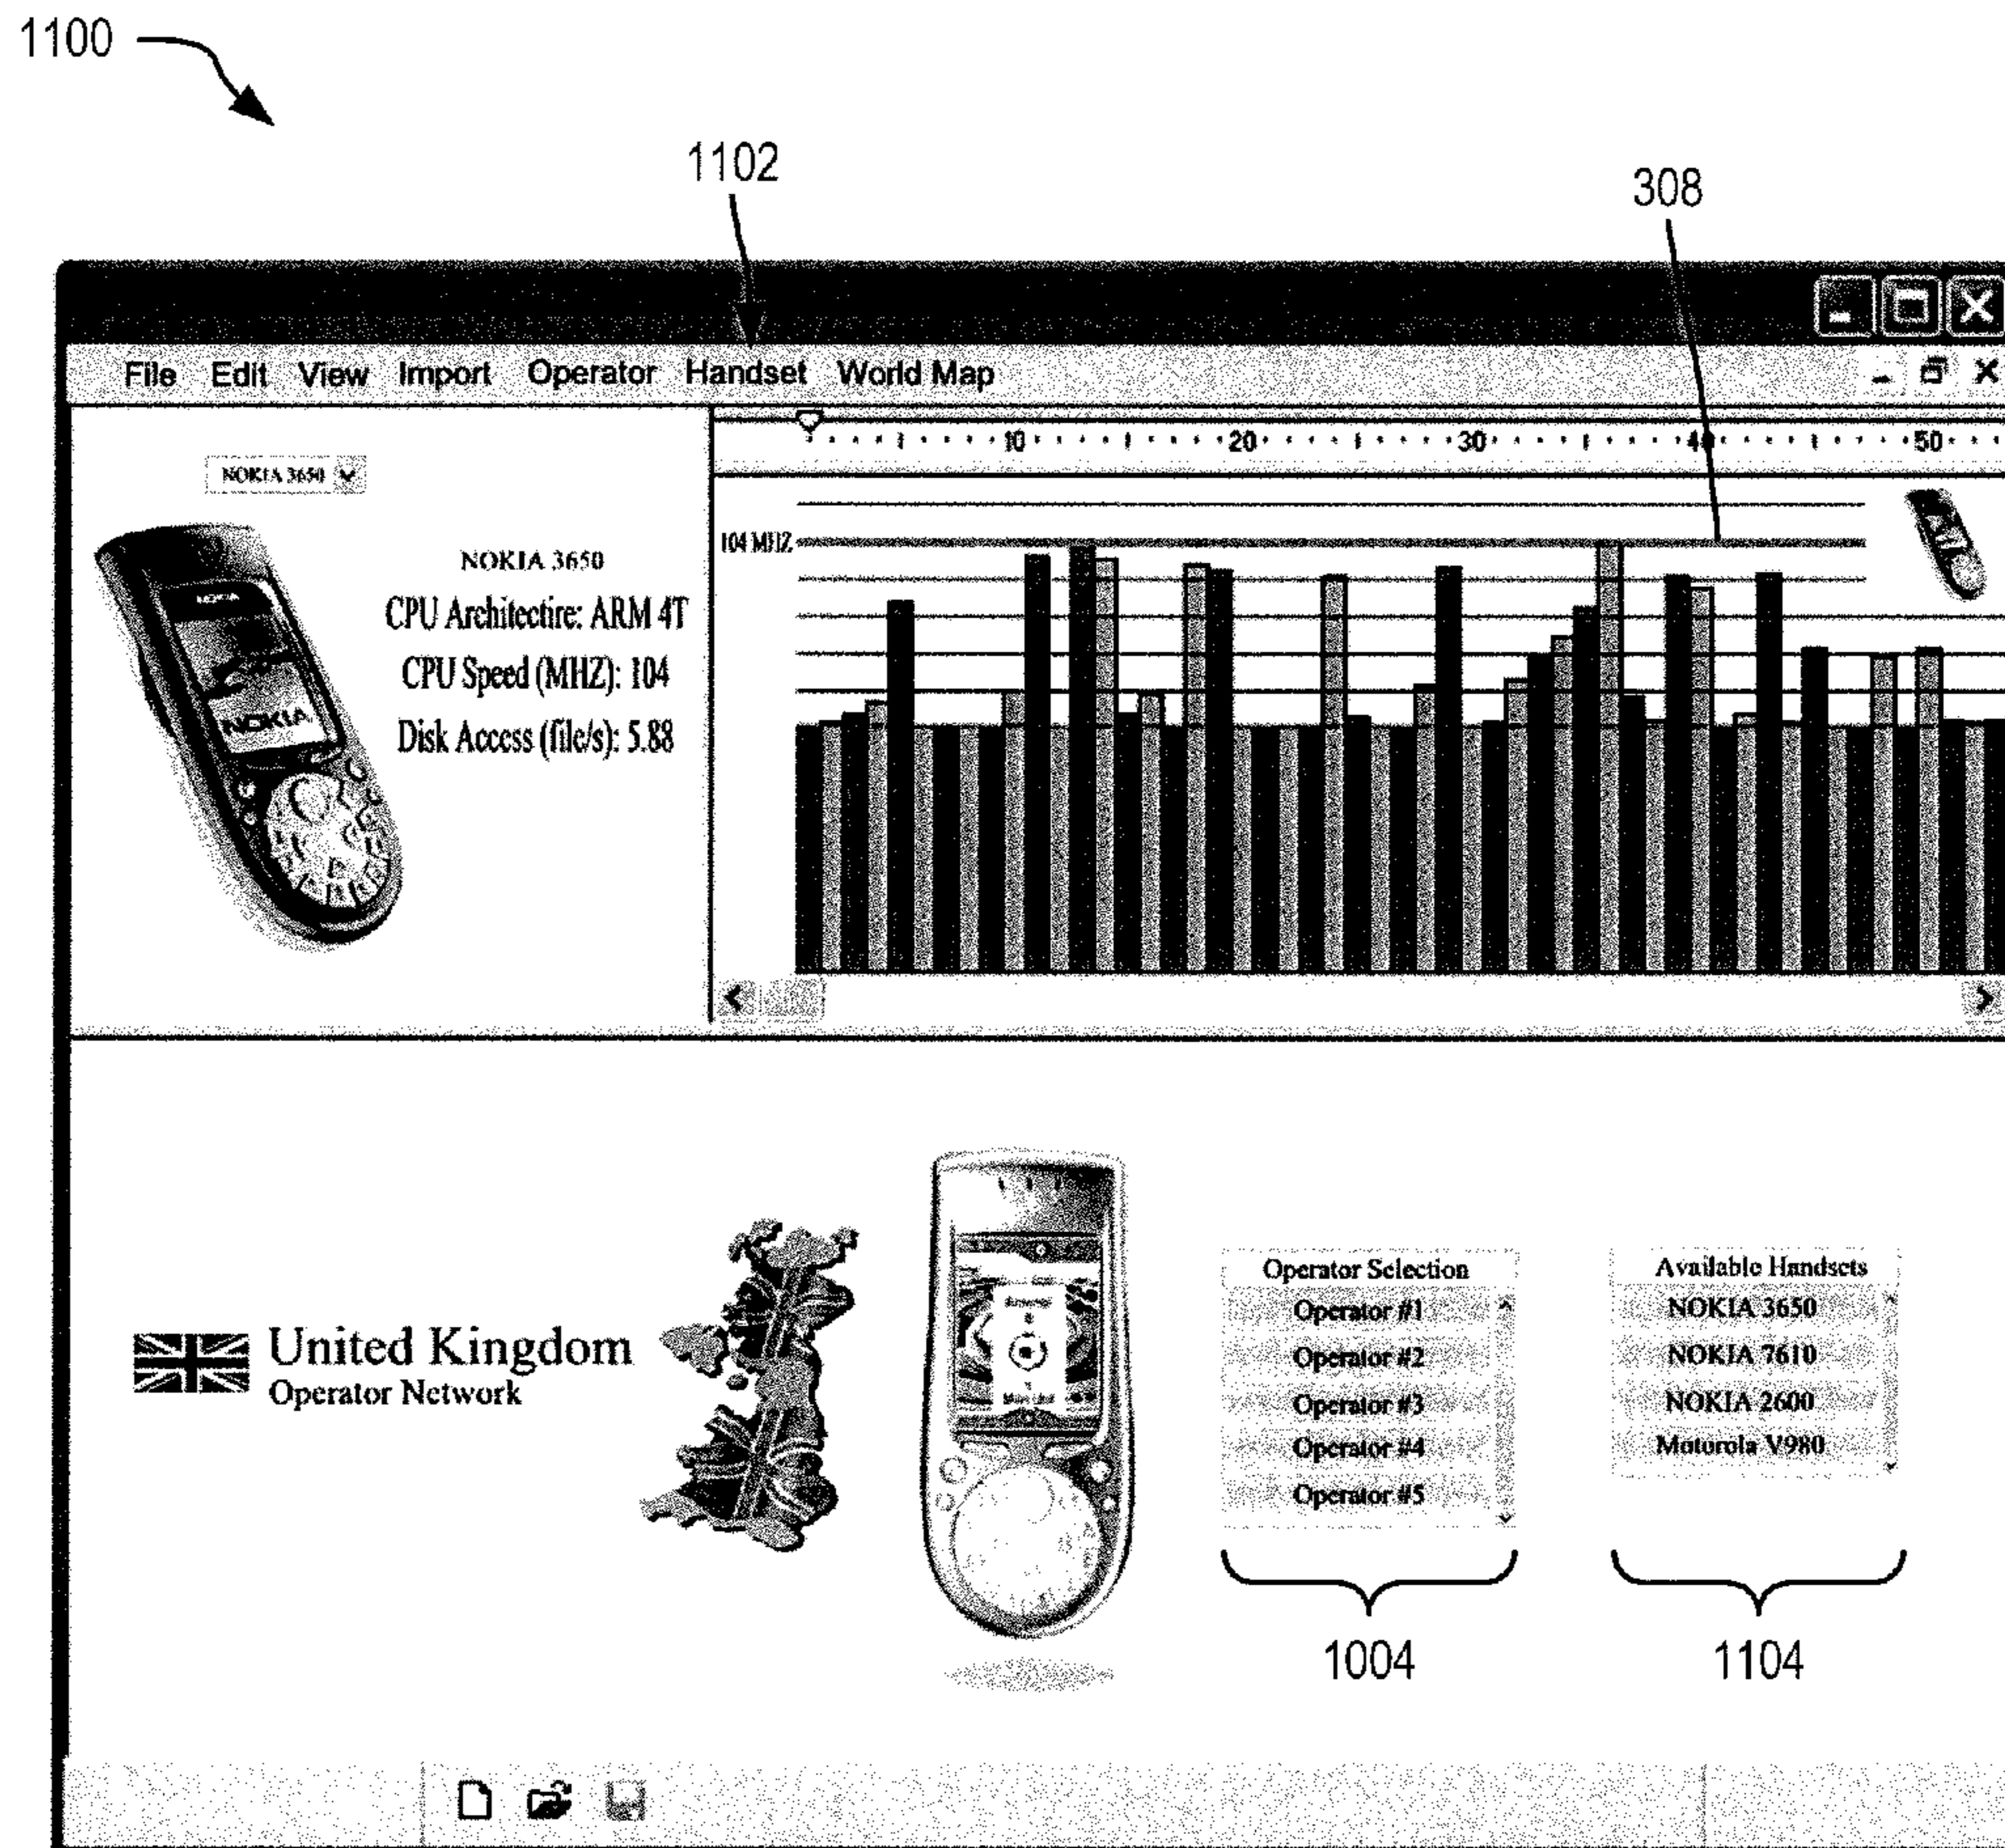 1100
1102
308
File Edit View Import Operator Handset World Map
10 20 30 40 50
NOKIA 3650
104 MHZ
NOKIA 3650
CPU Architectire: ARM 4T
CPU Speed (MHZ): 104
Disk Access (file/s): 5.88
NOKIA
NOKIA
United Kingdom
Operator Network
Operator Selection
Operator #1
Operator #2
Operator #3
Operator #4
Operator #5
Available Handsets
NOKIA 3650
NOKIA 7610
NOKIA 2600
Motorola V980
1004
1104